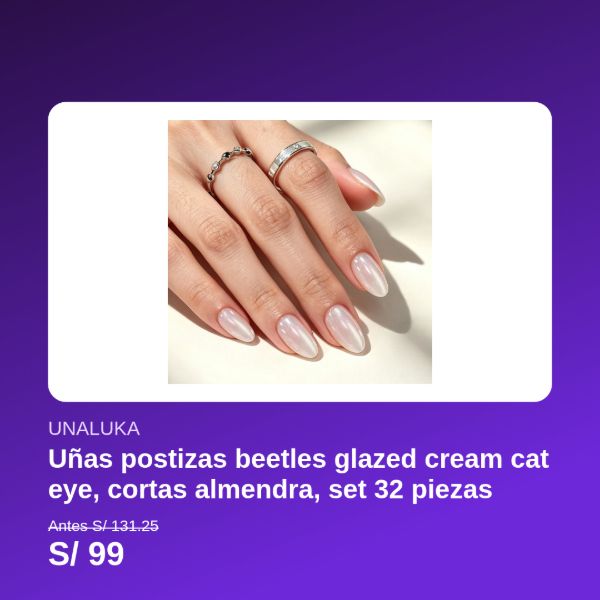 UNALUKA
Uñas postizas beetles glazed cream cat
eye, cortas almendra, set 32 piezas
Antes S/ 131.25
S/ 99